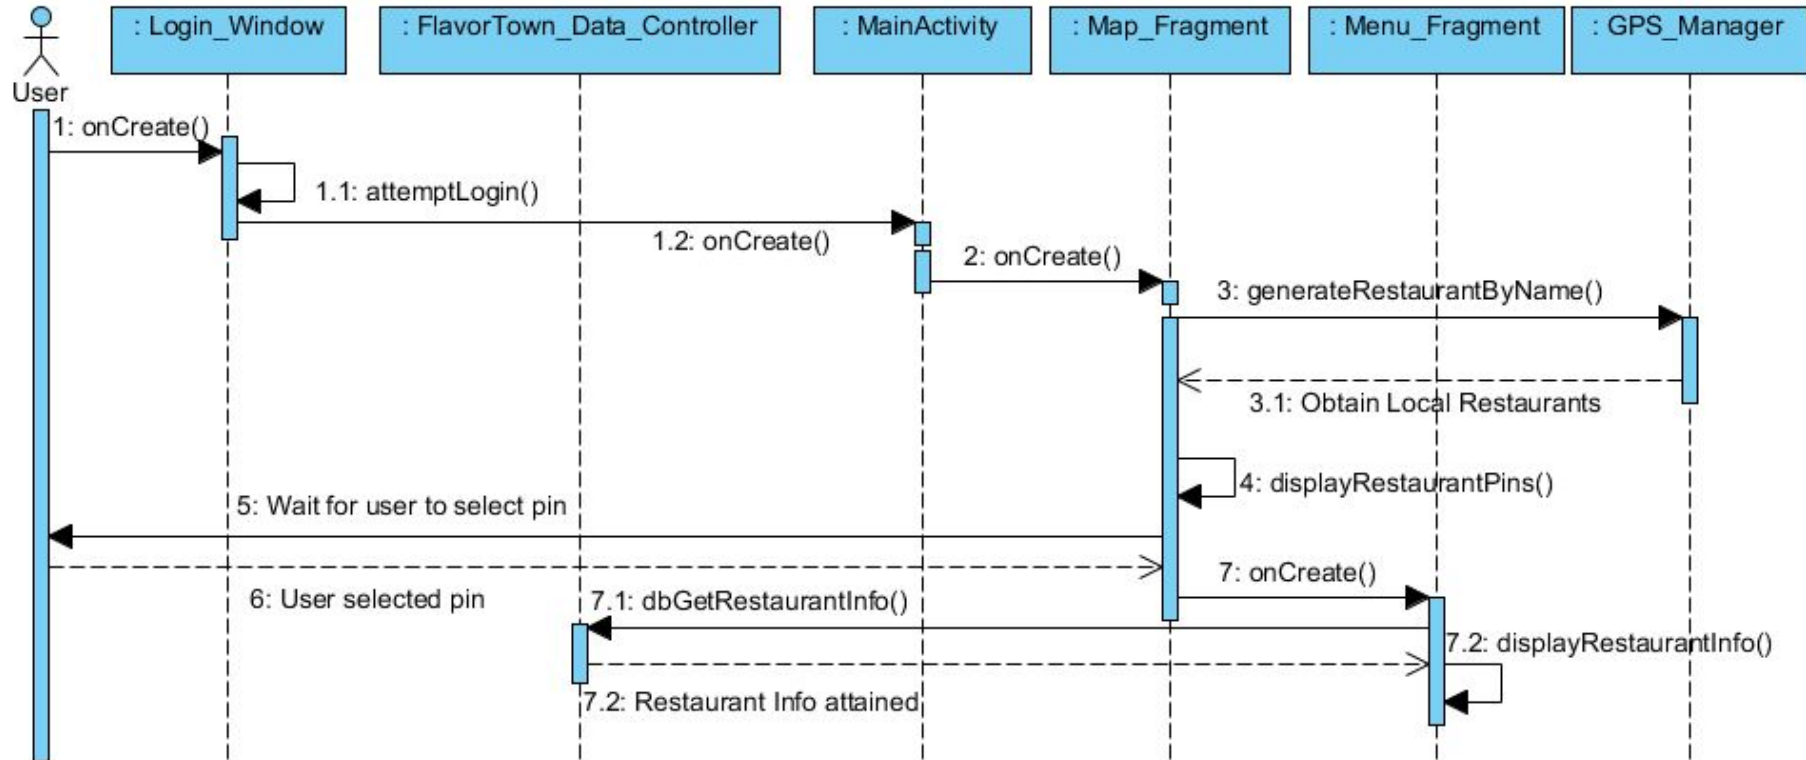 : Login_Window
: FlavorTown_Data_Controller
: MainActivity
: Map_Fragment
: Menu_Fragment
: GPS_Manager
User
1: onCreate()
1.1: attemptLogin()
1.2: onCreate()
2: onCreate()
3: generateRestaurantByName()
3.1: Obtain Local Restaurants
4: displayRestaurantPins()
5: Wait for user to select pin
6: User selected pin
7: onCreate()
7.1: dbGetRestaurantInfo()
7.2: displayRestaurantInfo()
7.2: Restaurant Info attained